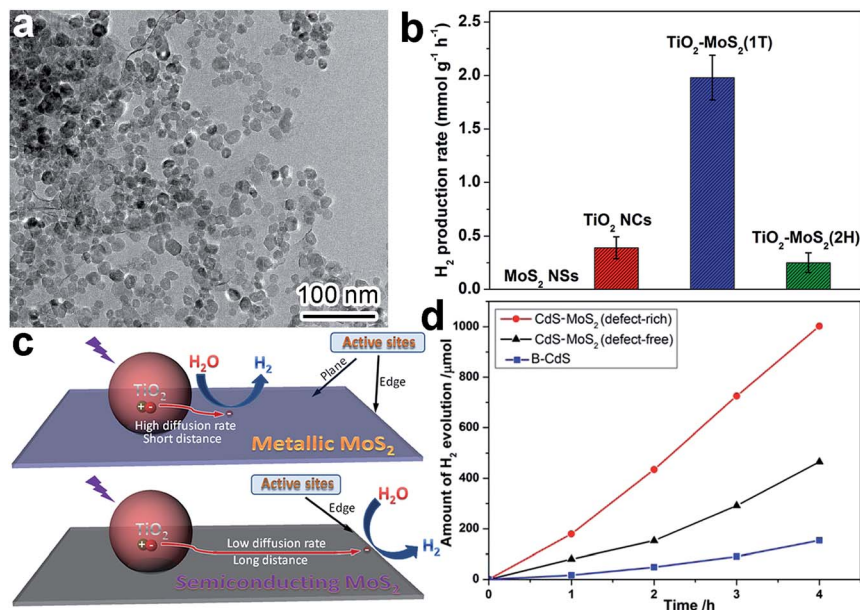 a
100 nm
b
H₂ production rate (mmol g⁻¹ h⁻¹)
2.5
2.0
1.5
1.0
0.5
0.0
MoS₂ NSs
TiO₂ NCs
TiO₂-MoS₂(1T)
TiO₂-MoS₂(2H)
c
Active sites
H₂O
H₂
Plane
Edge
TiO₂
+ -
-
High diffusion rate
Short distance
Metallic MoS₂
Active sites
H₂O
Edge
TiO₂
+ -
Low diffusion rate
-
Long distance
H₂
Semiconducting MoS₂
d
Amount of H₂ evolution /μmol
1000
800
600
400
200
0
CdS-MoS₂ (defect-rich)
CdS-MoS₂ (defect-free)
B-CdS
0
1
2
3
4
Time /h